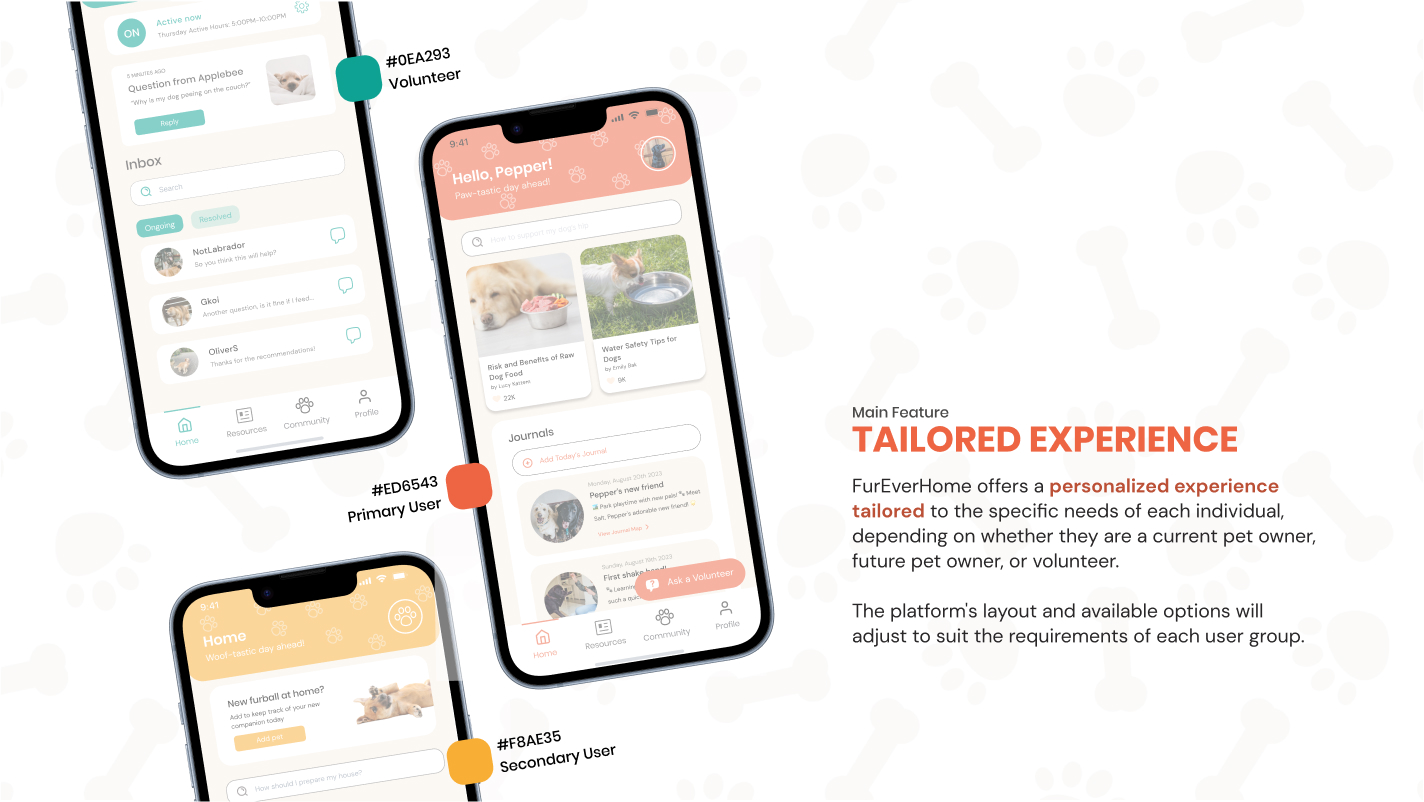 ON
Active now
Thursday Active Hours: 5:00PM-10:00PM
5 MINUTES AGO
Question from Applebee
"Why is my dog peeing on the couch?"
Reply
Inbox
Search
Ongoing
Resolved
NotLabrador
So you think this will help?
Gkoi
Another question, is it fine if i feed...
OliverS
Thanks for the recommendations!
Home
Resources
Community
Profile
#0EA293
Volunteer
9:41
Hello, Pepper!
Paw-tastic day ahead!
How to support my dog's
Risk and Benefits of Raw
Dog Food
by Lucy
22K
Water Safety Tips for
Dogs
by Emily
9K
Journals
Add Today's Journal
Monday, August 20th 2023
Pepper's new friend
Park playtime with new pals! 🐾 Meet
Salt, Pepper's adorable new friend!
View Journal Map
Sunday, August 19th 2023
First shake hand!
such a
Ask a Volunteer
Home
Resources
Community
Profile
#ED6543
Primary User
9:41
Home
Woof-tastic day ahead!
New furball at home?
Add to keep track of your new
companion today
Add pet
How should I prepare my house?
#F8AE35
Secondary User
Main Feature
TAILORED EXPERIENCE
FurEverHome offers a personalized experience
tailored to the specific needs of each individual,
depending on whether they are a current pet owner,
future pet owner, or volunteer.
The platform's layout and available options will
adjust to suit the requirements of each user group.